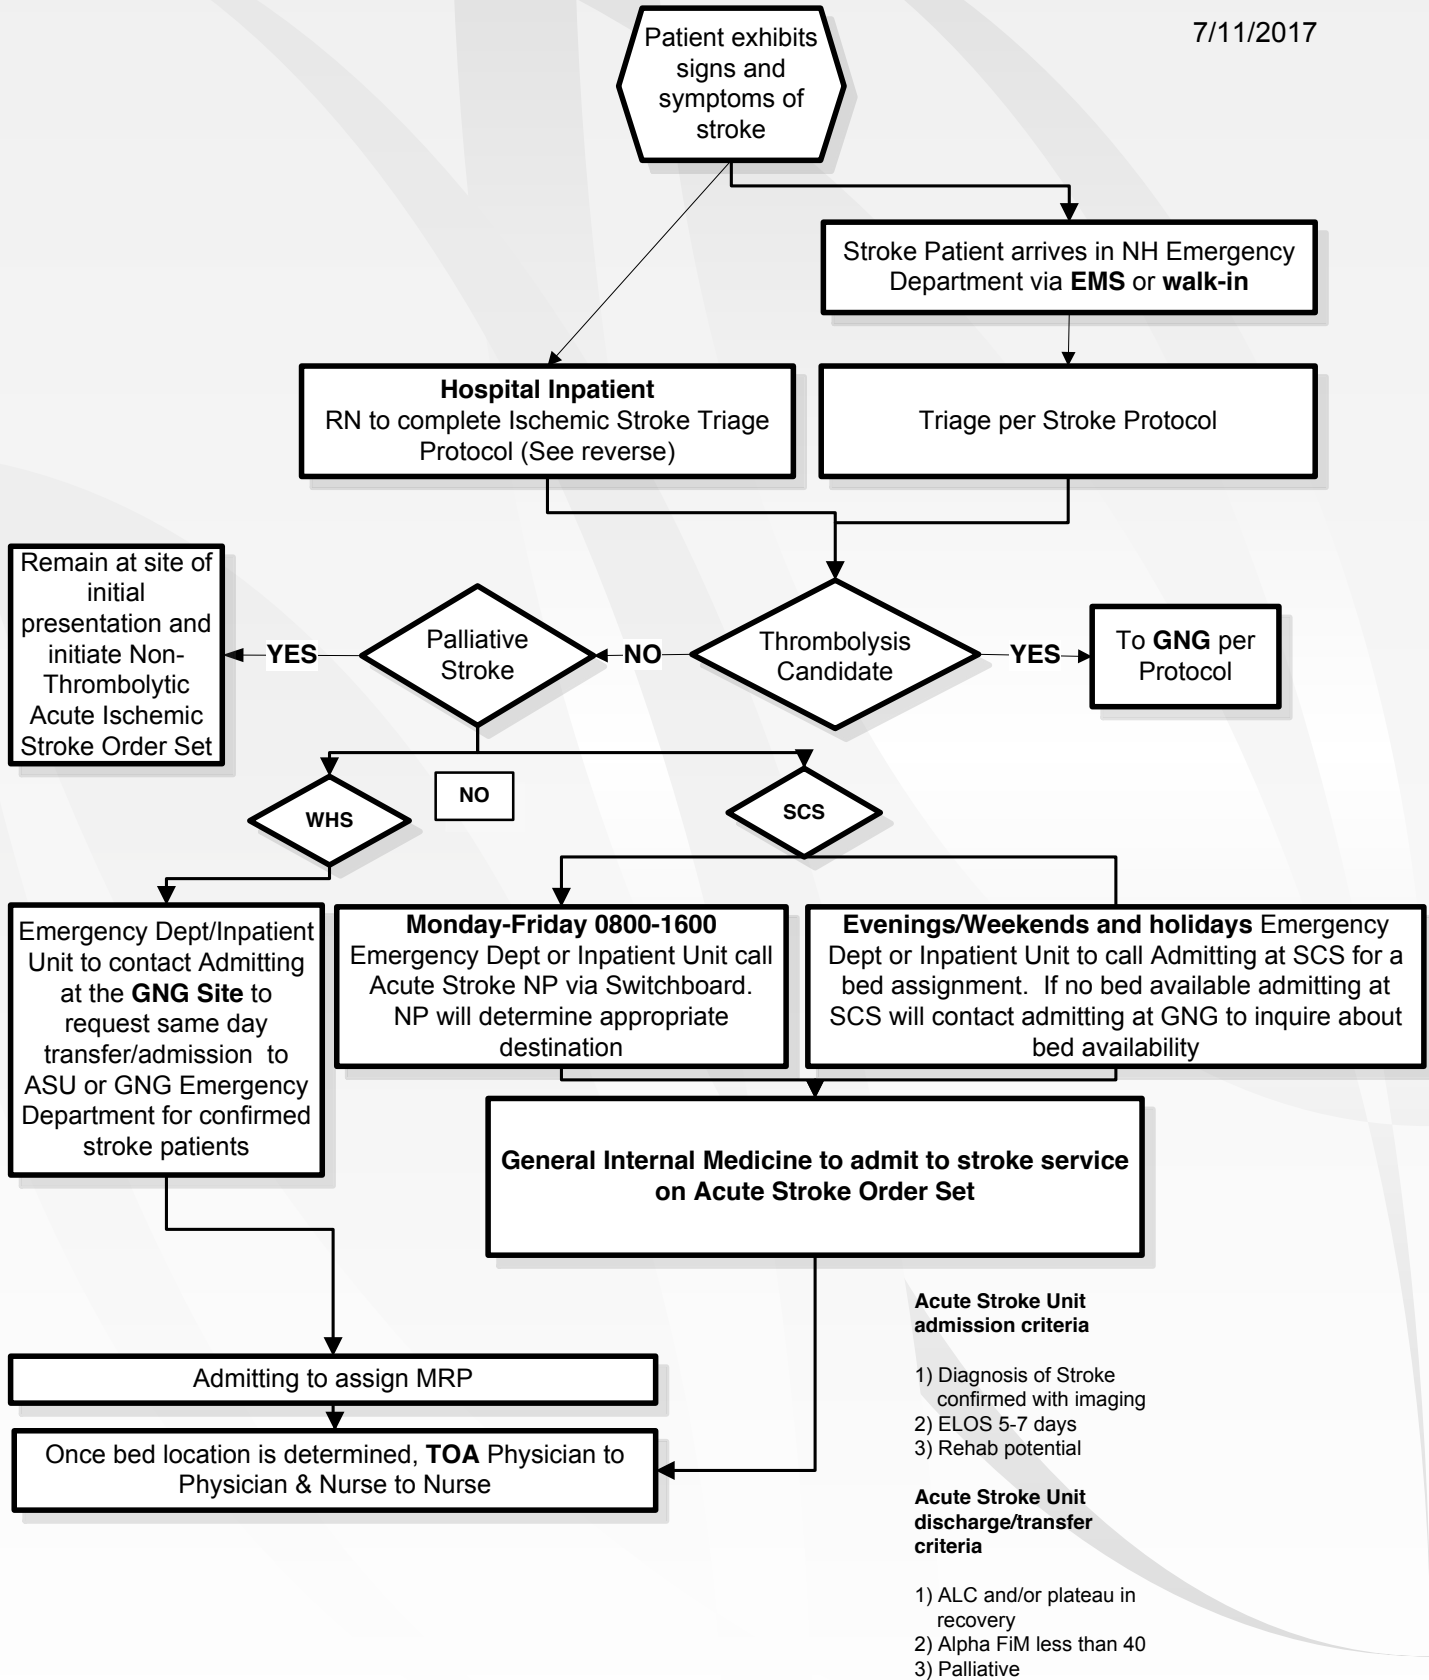 7/11/2017
Patient exhibits
signs and
symptoms of
stroke
Stroke Patient arrives in NH Emergency
Department via EMS or walk-in
Hospital Inpatient
RN to complete Ischemic Stroke Triage
Protocol (See reverse)
Triage per Stroke Protocol
Remain at site of
initial
presentation and
initiate Non-
Thrombolytic
Acute Ischemic
Stroke Order Set
YES
Palliative
Stroke
NO
Thrombolysis
Candidate
YES
To GNG per
Protocol
WHS
NO
SCS
Emergency Dept/Inpatient
Unit to contact Admitting
at the GNG Site to
request same day
transfer/admission to
ASU or GNG Emergency
Department for confirmed
stroke patients
Monday-Friday 0800-1600
Emergency Dept or Inpatient Unit call
Acute Stroke NP via Switchboard.
NP will determine appropriate
destination
Evenings/Weekends and holidays Emergency
Dept or Inpatient Unit to call Admitting at SCS for a
bed assignment. If no bed available admitting at
SCS will contact admitting at GNG to inquire about
bed availability
General Internal Medicine to admit to stroke service
on Acute Stroke Order Set
Admitting to assign MRP
Once bed location is determined, TOA Physician to
Physician & Nurse to Nurse
Acute Stroke Unit
admission criteria
1) Diagnosis of Stroke
confirmed with imaging
2) ELOS 5-7 days
3) Rehab potential
Acute Stroke Unit
discharge/transfer
criteria
1) ALC and/or plateau in
recovery
2) Alpha FiM less than 40
3) Palliative